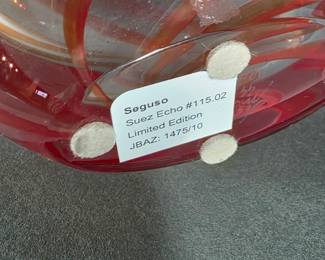 Seguso
Suez Echo #115.02
Limited Edition
JBAZ: 1475/10